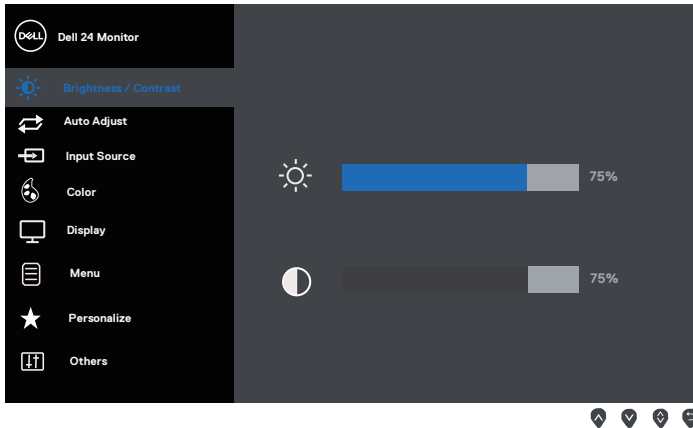 DELL
Dell 24 Monitor
Brightness / Contrast
Auto Adjust
Input Source
Color
Display
Menu
Personalize
Others
75%
75%